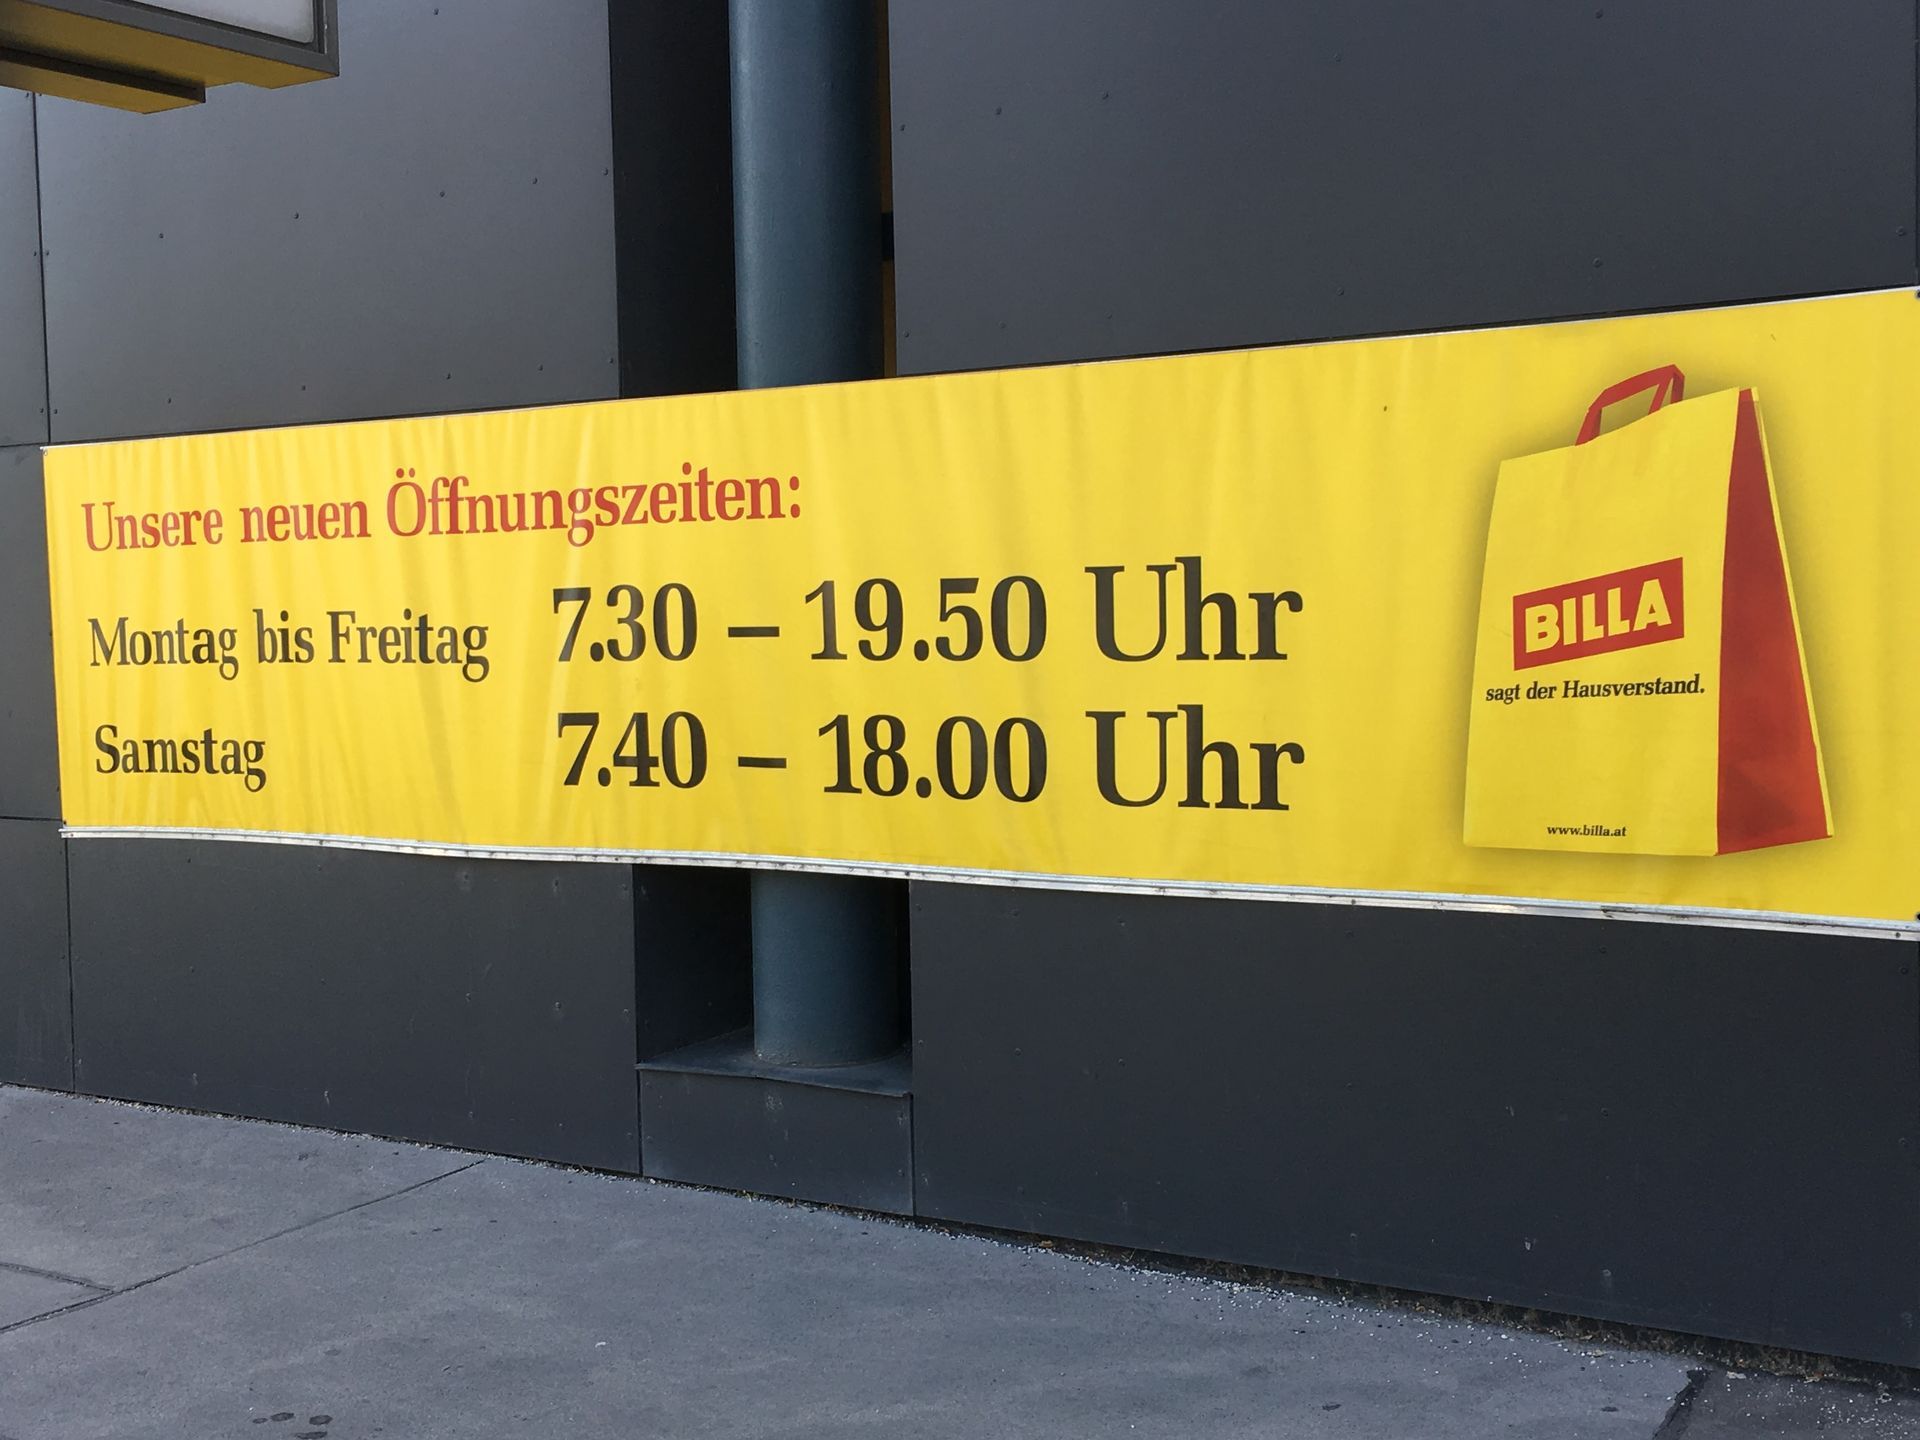 Unsere neuen Öffnungszeiten:
Montag bis Freitag 7.30 – 19.50 Uhr
Samstag 7.40 – 18.00 Uhr
BILLA
sagt der Hausverstand.
www.billa.at